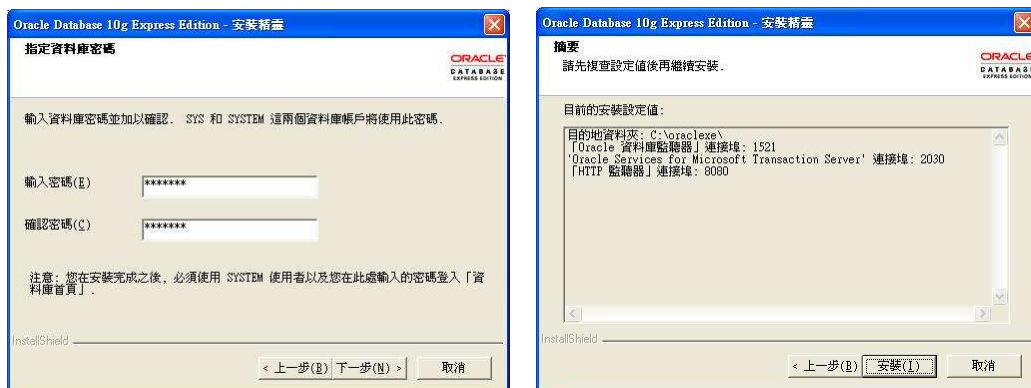 Oracle Database 10g Express Edition - 安裝精靈
指定資料庫密碼
ORACLE
DATABASE
EXPRESS EDITION
輸入資料庫密碼並加以確認. SYS 和 SYSTEM 這兩個資料庫帳戶將使用此密碼.
輸入密碼(E)
*******
確認密碼(C)
*******
注意: 您在安裝完成之後, 必須使用 SYSTEM 使用者以及您在此處輸入的密碼登入「資
料庫首頁」.
InstallShield
< 上一步(B)
下一步(N) >
取消
Oracle Database 10g Express Edition - 安裝精靈
摘要
請先複查設定值後再繼續安裝.
ORACLE
DATABASE
EXPRESS EDITION
目前的安裝設定值:
目的地資料夾: C:\oraclexe\
「Oracle 資料庫監聽器」連接埠: 1521
'Oracle Services for Microsoft Transaction Server' 連接埠: 2030
「HTTP 監聽器」連接埠: 8080
InstallShield
< 上一步(B)
安裝(I)
取消